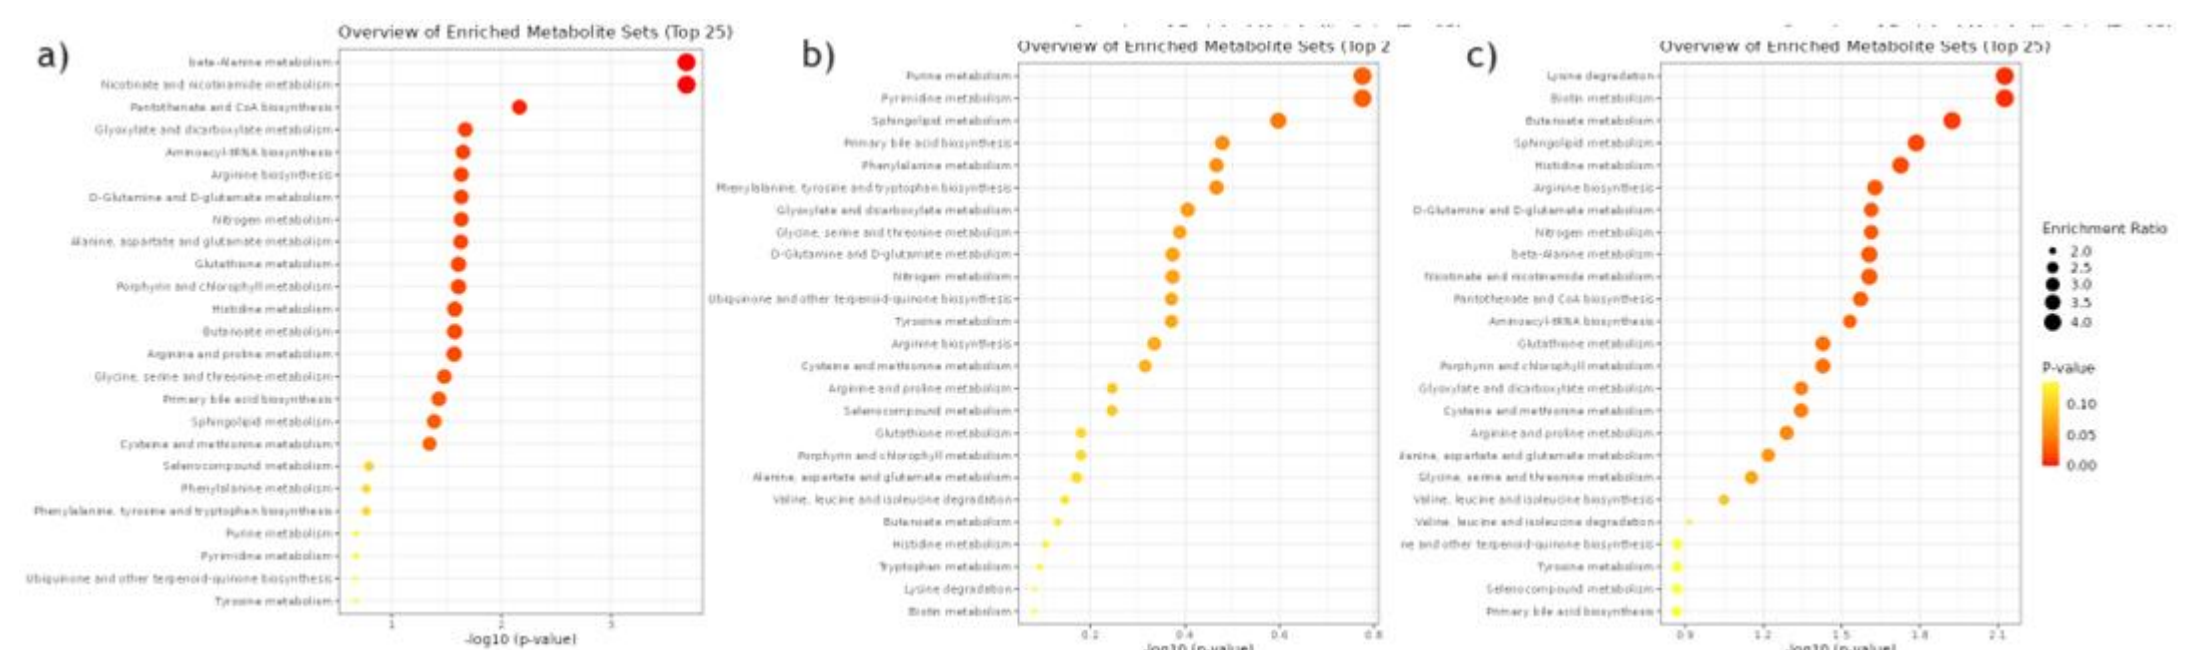 a)
Overview of Enriched Metabolite Sets (Top 25)
beta-Alanine metabolism
Nicotinate and nicotinamide metabolism
Pantothenate and CoA biosynthesis
Glyoxylate and dicarboxylate metabolism
Aminoacyl-tRNA biosynthesis
Arginine biosynthesis
D-Glutamine and D-glutamate metabolism
Nitrogen metabolism
Alanine, aspartate and glutamate metabolism
Glutathione metabolism
Porphyrin and chlorophyll metabolism
Histidine metabolism
Butanoate metabolism
Arginine and proline metabolism
Glycine, serine and threonine metabolism
Primary bile acid biosynthesis
Sphingolipid metabolism
Cysteine and methionine metabolism
Selenocompound metabolism
Phenylalanine metabolism
Phenylalanine, tyrosine and tryptophan biosynthesis
Purine metabolism
Pyrimidine metabolism
Ubiquinone and other terpenoid-quinone biosynthesis
Tyrosine metabolism
1 2 3
-log10 (p-value)
b)
Overview of Enriched Metabolite Sets (Top 2
Purine metabolism
Pyrimidine metabolism
Sphingolipid metabolism
Primary bile acid biosynthesis
Phenylalanine metabolism
Phenylalanine, tyrosine and tryptophan biosynthesis
Glyoxylate and dicarboxylate metabolism
Glycine, serine and threonine metabolism
D-Glutamine and D-glutamate metabolism
Nitrogen metabolism
Ubiquinone and other terpenoid-quinone biosynthesis
Tyrosine metabolism
Arginine biosynthesis
Cysteine and methionine metabolism
Arginine and proline metabolism
Selenocompound metabolism
Glutathione metabolism
Porphyrin and chlorophyll metabolism
Alanine, aspartate and glutamate metabolism
Valine, leucine and isoleucine degradation
Butanoate metabolism
Histidine metabolism
Tryptophan metabolism
Lysine degradation
Biotin metabolism
0.2 0.4 0.6 0.8
-log10 (p-value)
c)
Overview of Enriched Metabolite Sets (Top 25)
Lysine degradation
Biotin metabolism
Butanoate metabolism
Sphingolipid metabolism
Histidine metabolism
Arginine biosynthesis
D-Glutamine and D-glutamate metabolism
Nitrogen metabolism
beta-Alanine metabolism
Nicotinate and nicotinamide metabolism
Pantothenate and CoA biosynthesis
Aminoacyl-tRNA biosynthesis
Glutathione metabolism
Porphyrin and chlorophyll metabolism
Glyoxylate and dicarboxylate metabolism
Cysteine and methionine metabolism
Arginine and proline metabolism
lanine, aspartate and glutamate metabolism
Glycine, serine and threonine metabolism
Valine, leucine and isoleucine biosynthesis
Valine, leucine and isoleucine degradation
ne and other terpenoid-quinone biosynthesis
Tyrosine metabolism
Selenocompound metabolism
Primary bile acid biosynthesis
0.9 1.2 1.5 1.8 2.1
-log10 (p-value)
Enrichment Ratio
2.0
2.5
3.0
3.5
4.0
P-value
0.10
0.05
0.00